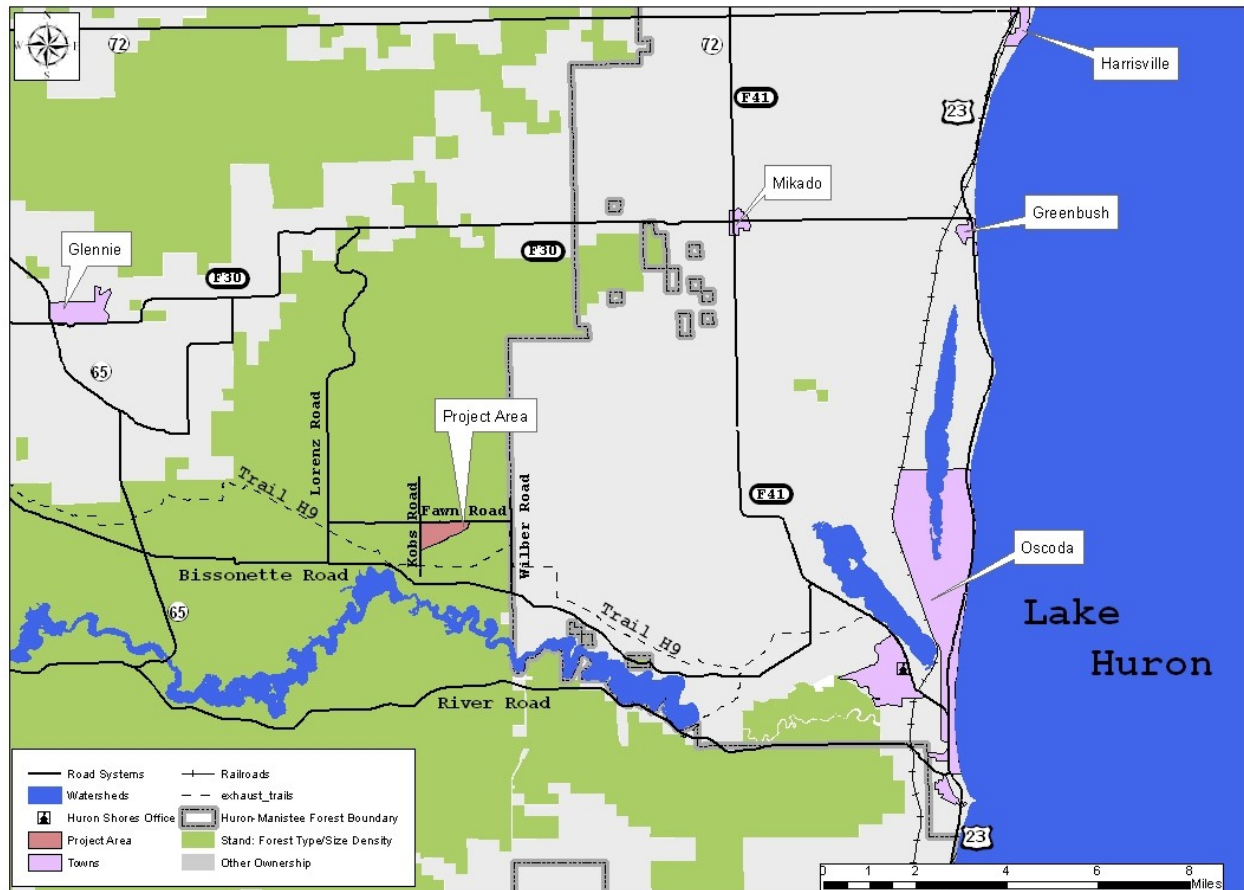 N
W
E
S
72
72
Harrisville
F41
23
Mikado
Greenbush
Glennie
F30
F30
65
Lorenz Road
Project Area
Trail H9
Kobs Road
Fawn Road
Wilber Road
F41
Oscoda
Bissonette Road
65
Trail H9
Lake
Huron
River Road
Road Systems
Railroads
Watersheds
exhaust_trails
Huron Shores Office
Huron-Manistee Forest Boundary
Project Area
Stand: Forest Type/Size Density
Towns
Other Ownership
23
0 1 2 4 6 8
Miles